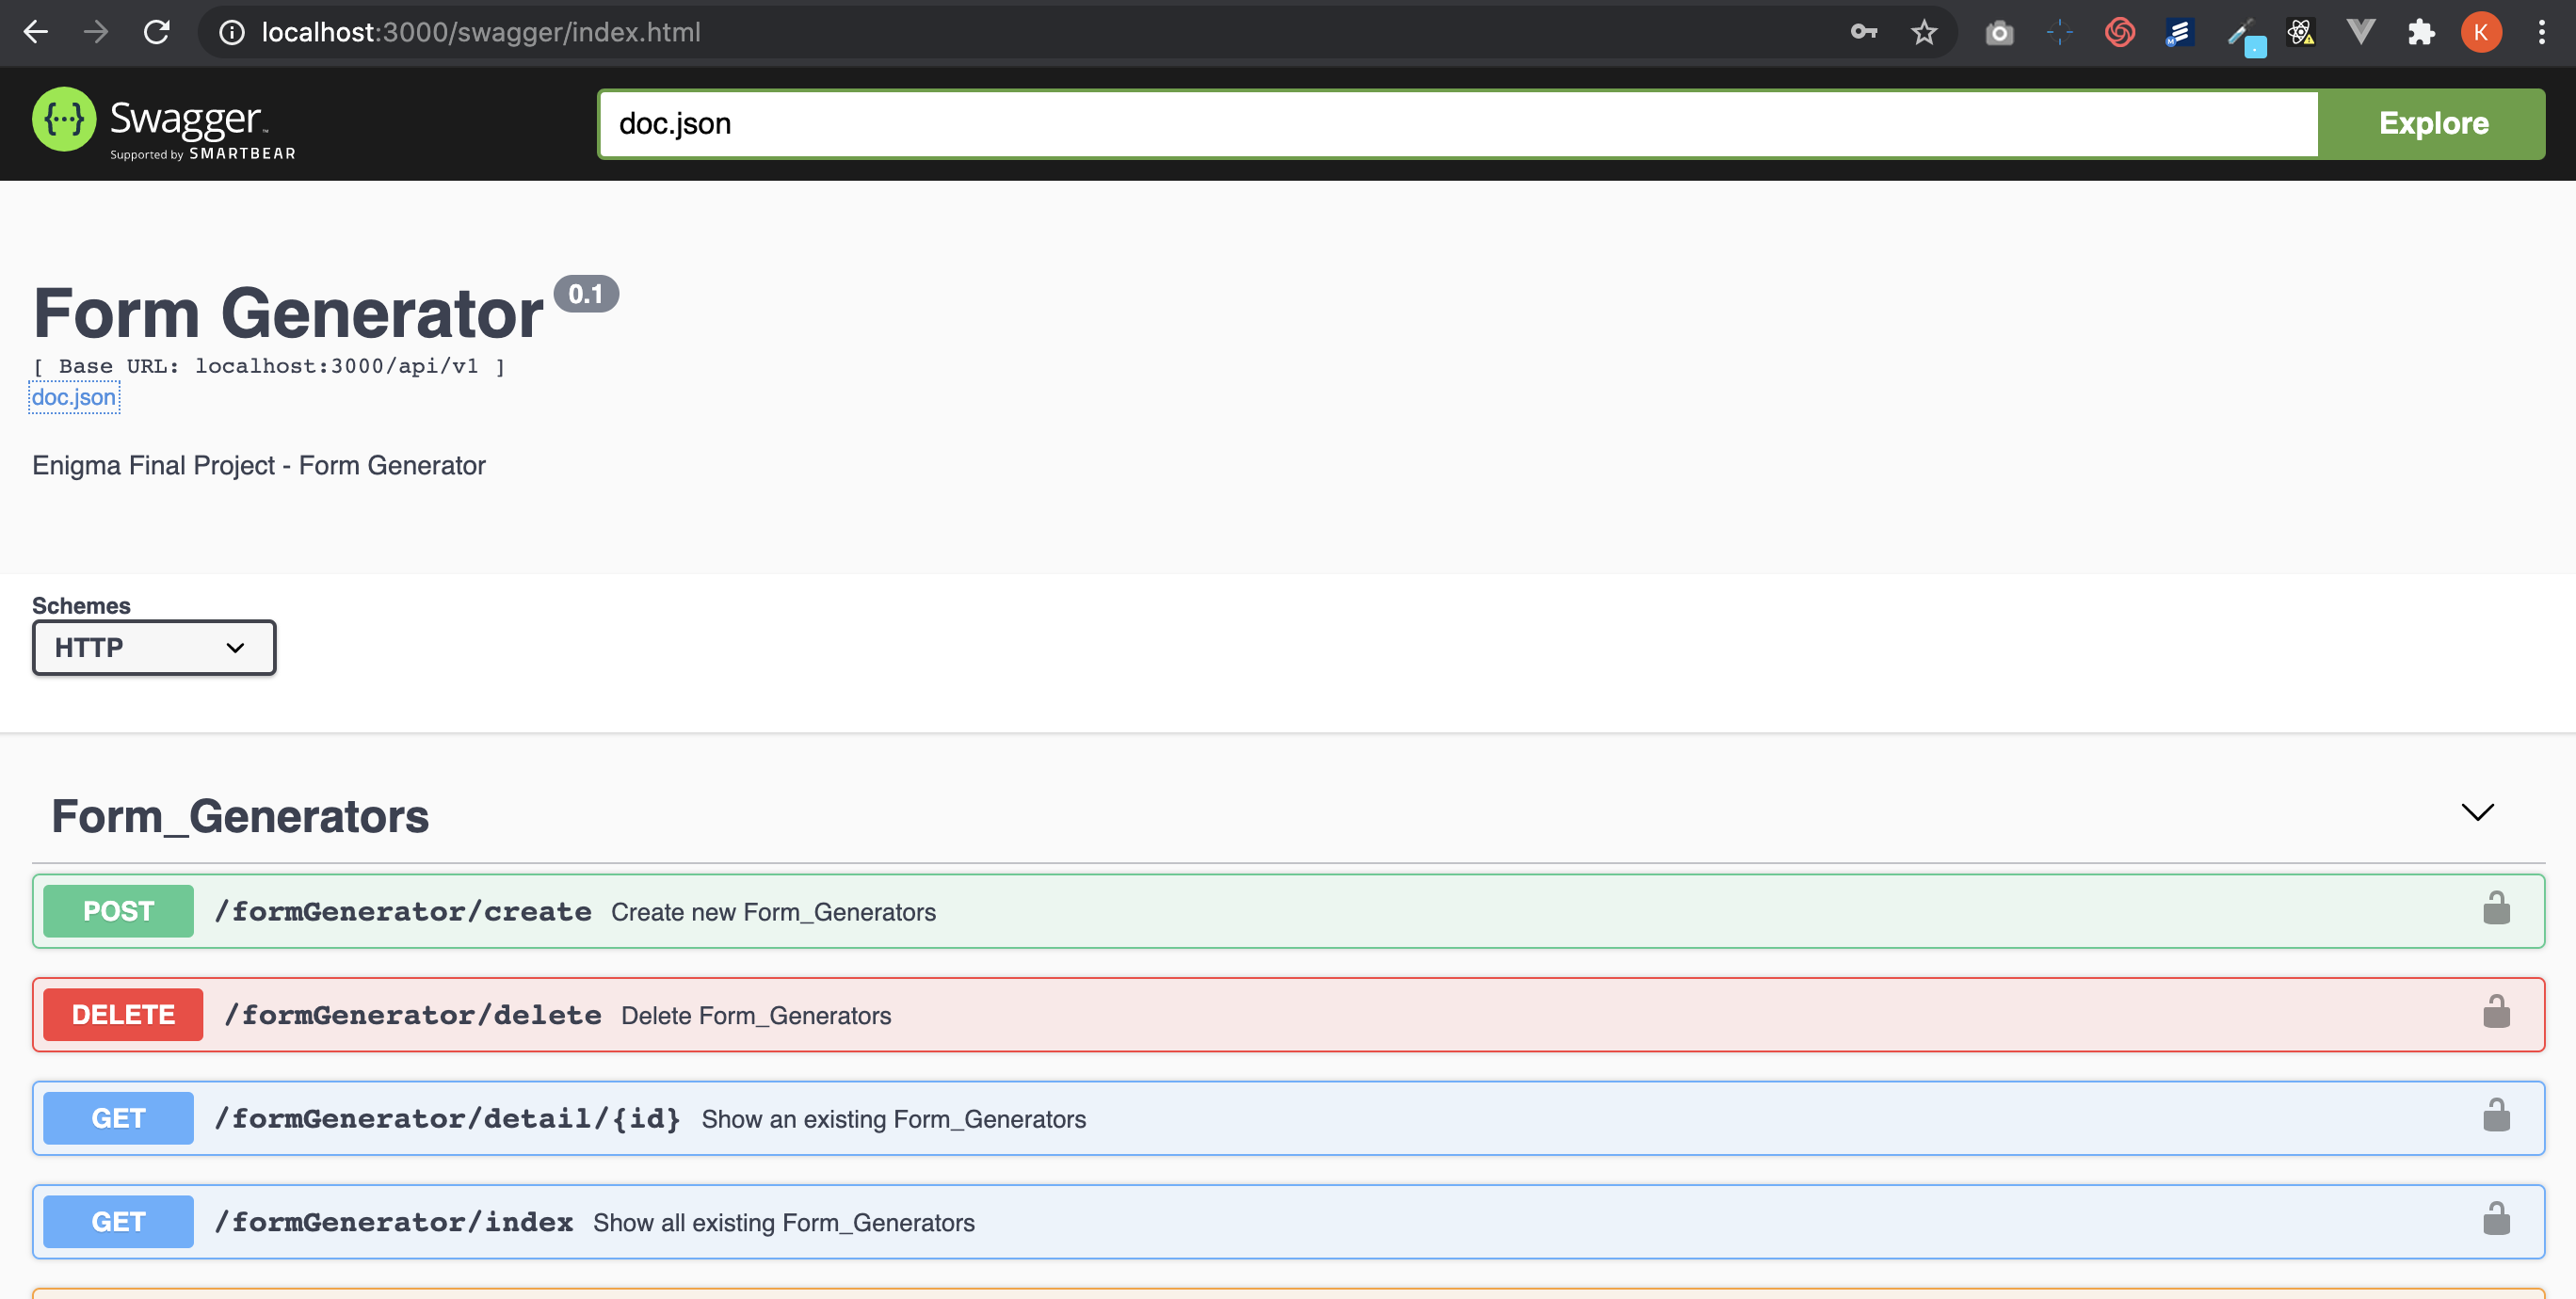 localhost:3000/swagger/index.html
K
{...} Swagger™
Supported by SMARTBEAR
doc.json
Explore
Form Generator 0.1
[ Base URL: localhost:3000/api/v1 ]
doc.json
Enigma Final Project - Form Generator
Schemes
HTTP
Form_Generators
POST /formGenerator/create Create new Form_Generators
DELETE /formGenerator/delete Delete Form_Generators
GET /formGenerator/detail/{id} Show an existing Form_Generators
GET /formGenerator/index Show all existing Form_Generators